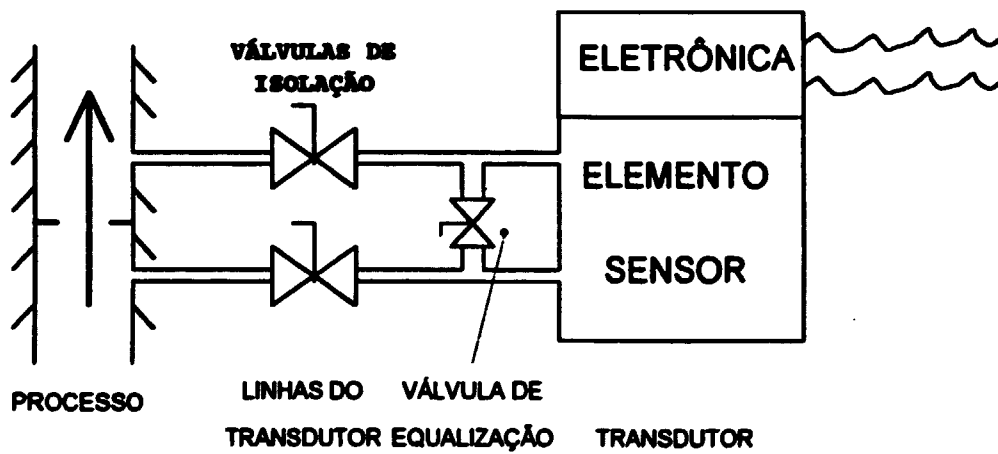 VÁLVULAS DE
ISOLAÇÃO
ELETRÔNICA
ELEMENTO
SENSOR
PROCESSO
LINHAS DO
TRANSDUTOR
VÁLVULA DE
EQUALIZAÇÃO
TRANSDUTOR